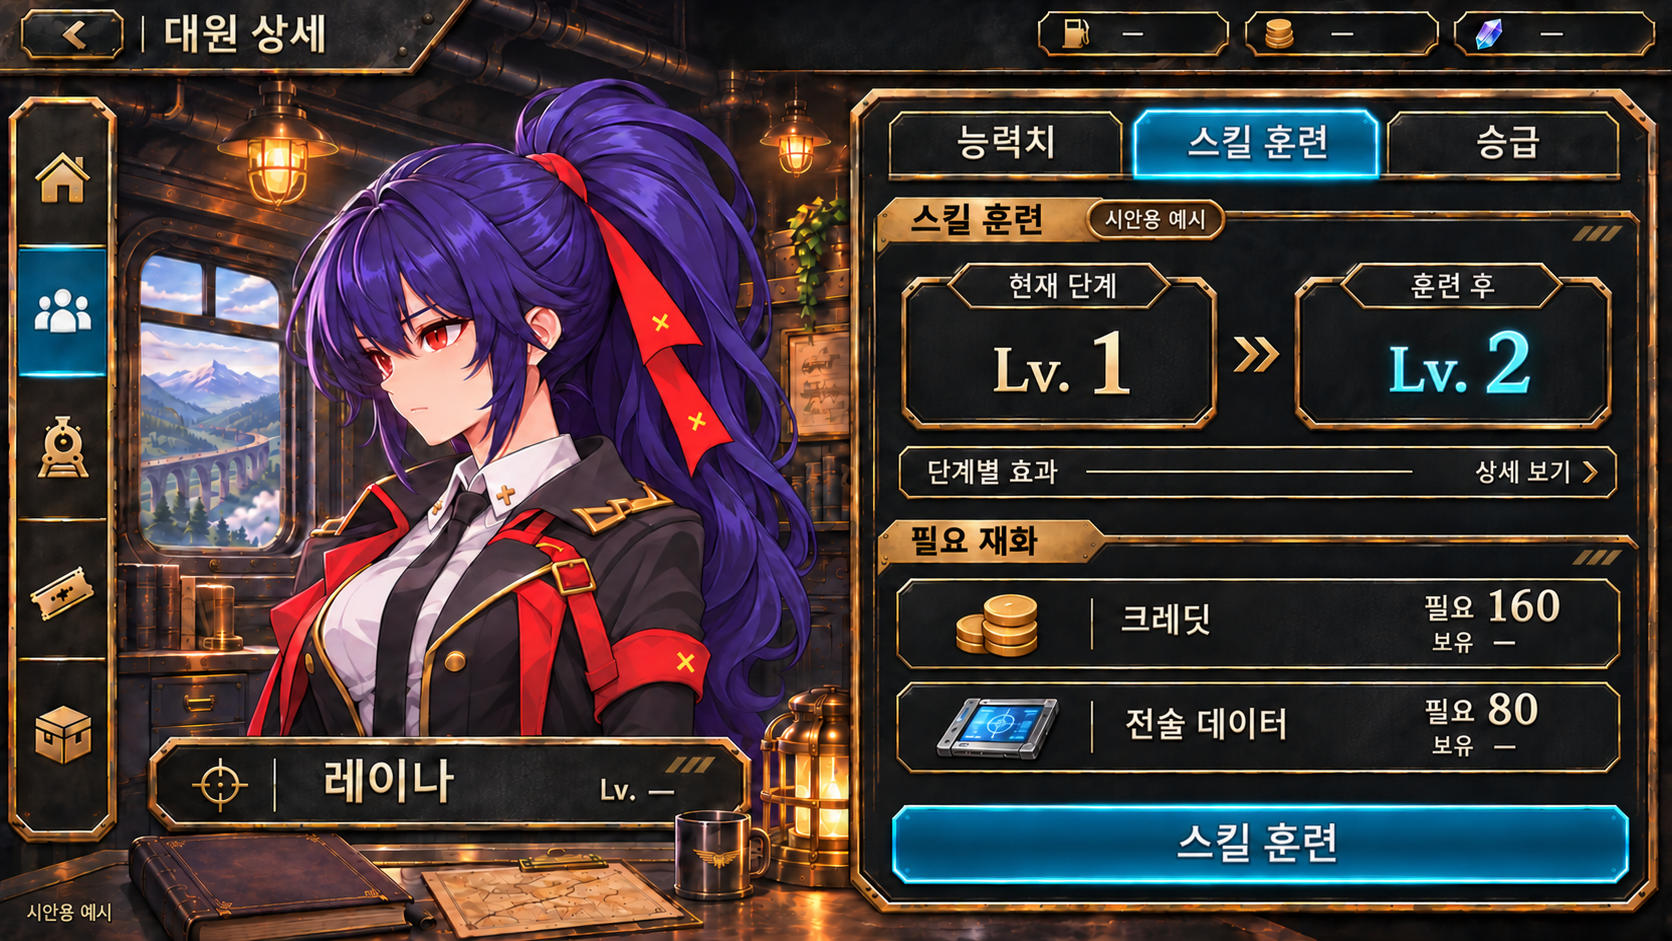 대원 상세
—
—
—
능력치
스킬 훈련
승급
스킬 훈련
시안용 예시
현재 단계
Lv. 1
훈련 후
Lv. 2
단계별 효과
상세 보기
필요 재화
크레딧
필요 160
보유 —
전술 데이터
필요 80
보유 —
스킬 훈련
레이나
Lv. —
시안용 예시